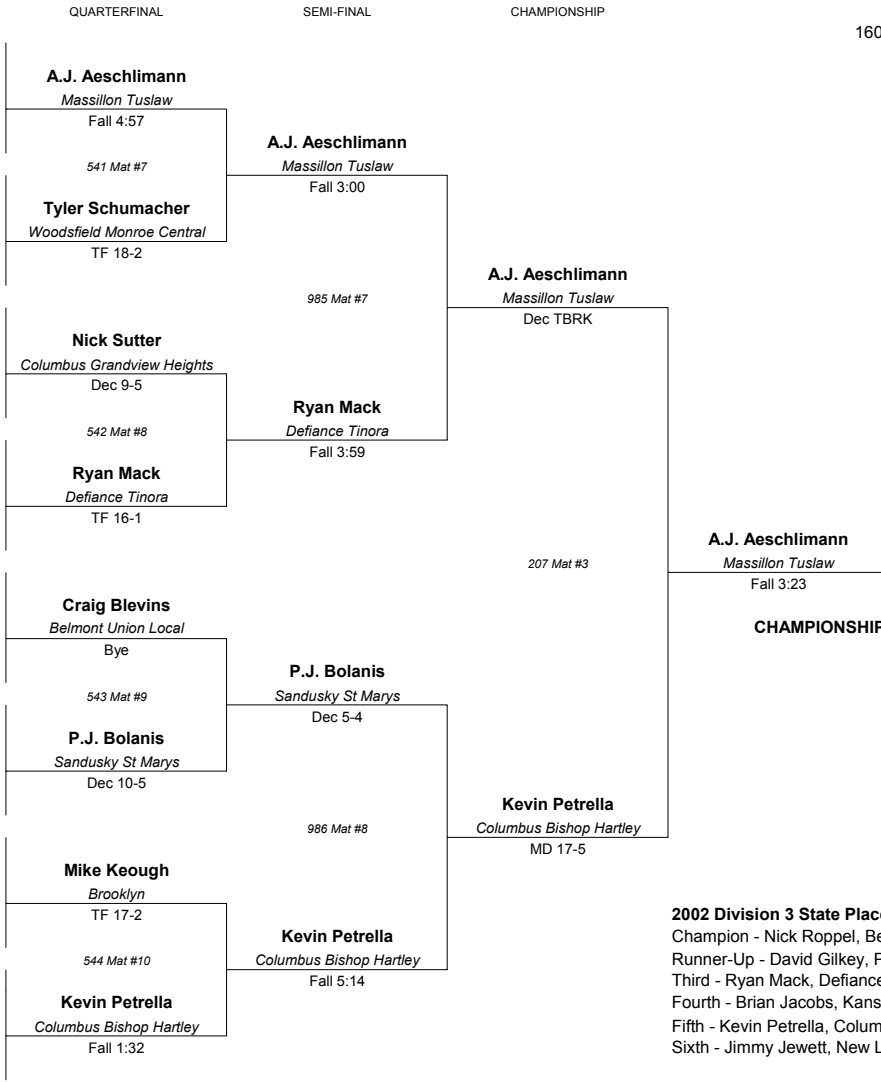 QUARTERFINAL
SEMI-FINAL
CHAMPIONSHIP
160
A.J. Aeschlimann
Massillon Tuslaw
Fall 4:57
541 Mat #7
Tyler Schumacher
Woodsfield Monroe Central
TF 18-2
Nick Sutter
Columbus Grandview Heights
Dec 9-5
542 Mat #8
Ryan Mack
Defiance Tinora
TF 16-1
Craig Blevins
Belmont Union Local
Bye
543 Mat #9
P.J. Bolanis
Sandusky St Marys
Dec 10-5
Mike Keough
Brooklyn
TF 17-2
544 Mat #10
Kevin Petrella
Columbus Bishop Hartley
Fall 1:32
A.J. Aeschlimann
Massillon Tuslaw
Fall 3:00
985 Mat #7
Ryan Mack
Defiance Tinora
Fall 3:59
P.J. Bolanis
Sandusky St Marys
Dec 5-4
986 Mat #8
Kevin Petrella
Columbus Bishop Hartley
Fall 5:14
A.J. Aeschlimann
Massillon Tuslaw
Dec TBRK
207 Mat #3
Kevin Petrella
Columbus Bishop Hartley
MD 17-5
A.J. Aeschlimann
Massillon Tuslaw
Fall 3:23
CHAMPIONSHIP
2002 Division 3 State Plac
Champion - Nick Roppel, Be
Runner-Up - David Gilkey,
Third - Ryan Mack, Defiance
Fourth - Brian Jacobs, Kans
Fifth - Kevin Petrella, Colum
Sixth - Jimmy Jewett, New L